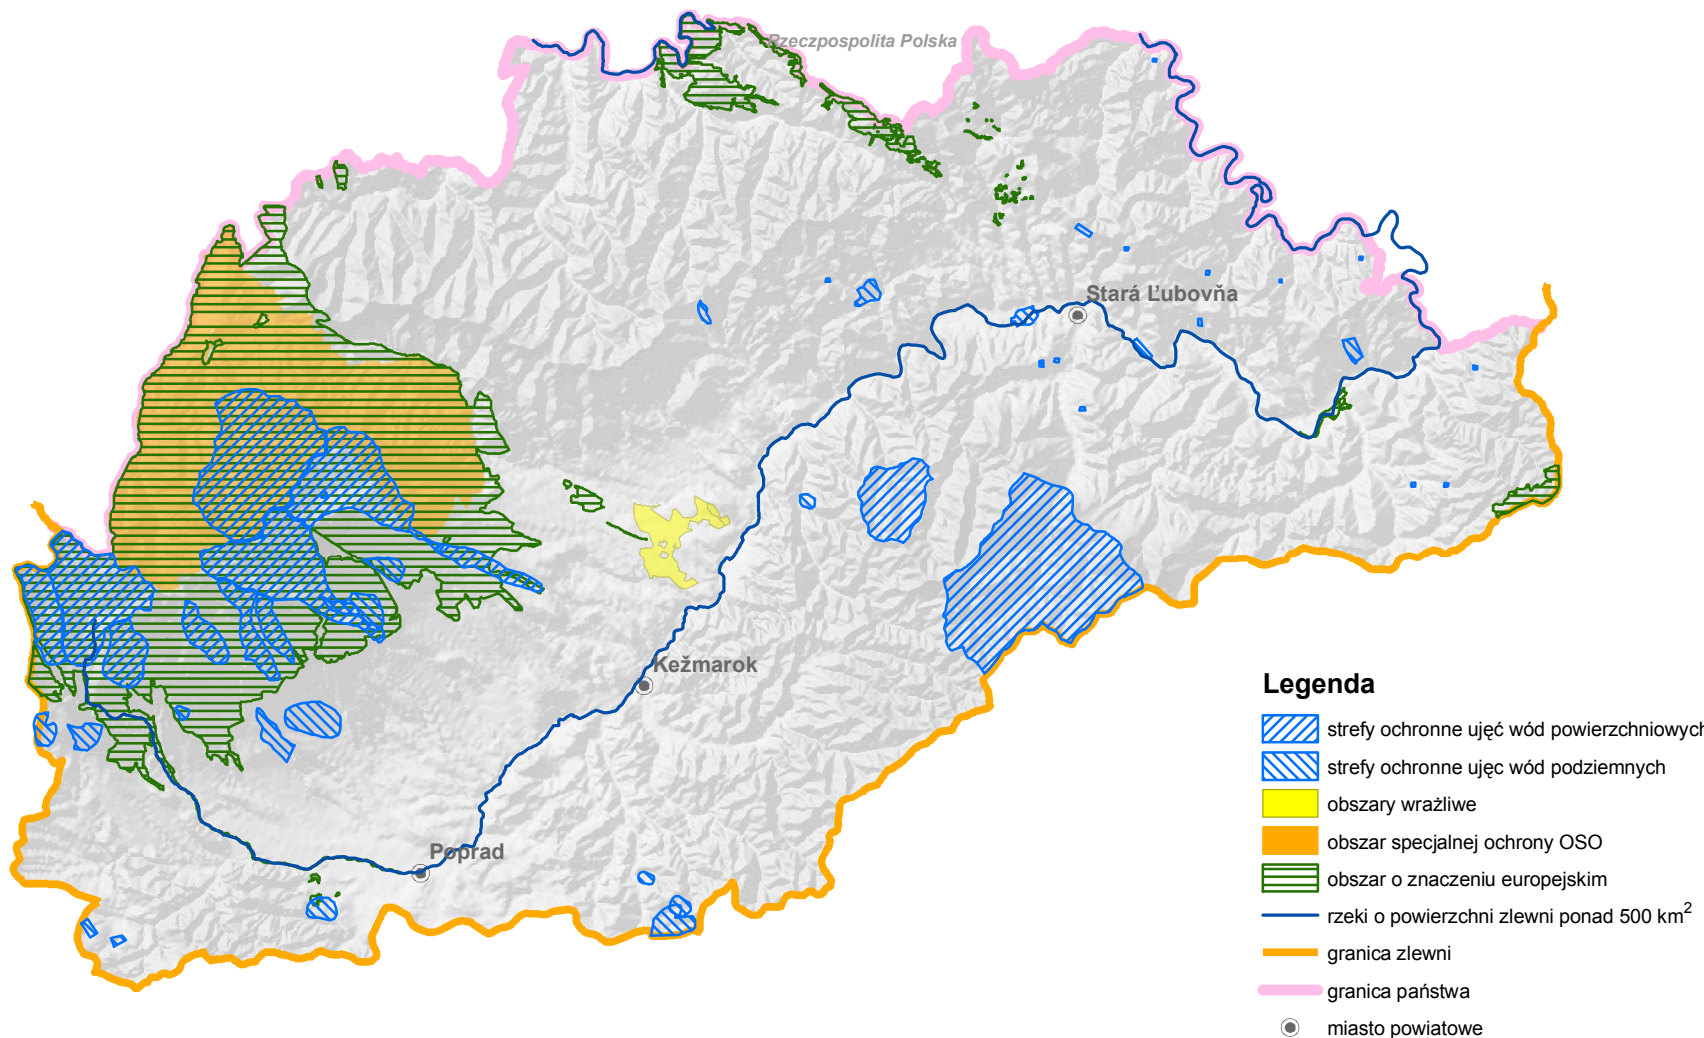 Rzeczpospolita Polska
Stará Ľubovňa
Kežmarok
Poprad
Legenda
strefy ochronne ujęć wód powierzchniowych
strefy ochronne ujęc wód podziemnych
obszary wrażliwe
obszar specjalnej ochrony OSO
obszar o znaczeniu europejskim
rzeki o powierzchni zlewni ponad 500 km²
granica zlewni
granica państwa
miasto powiatowe